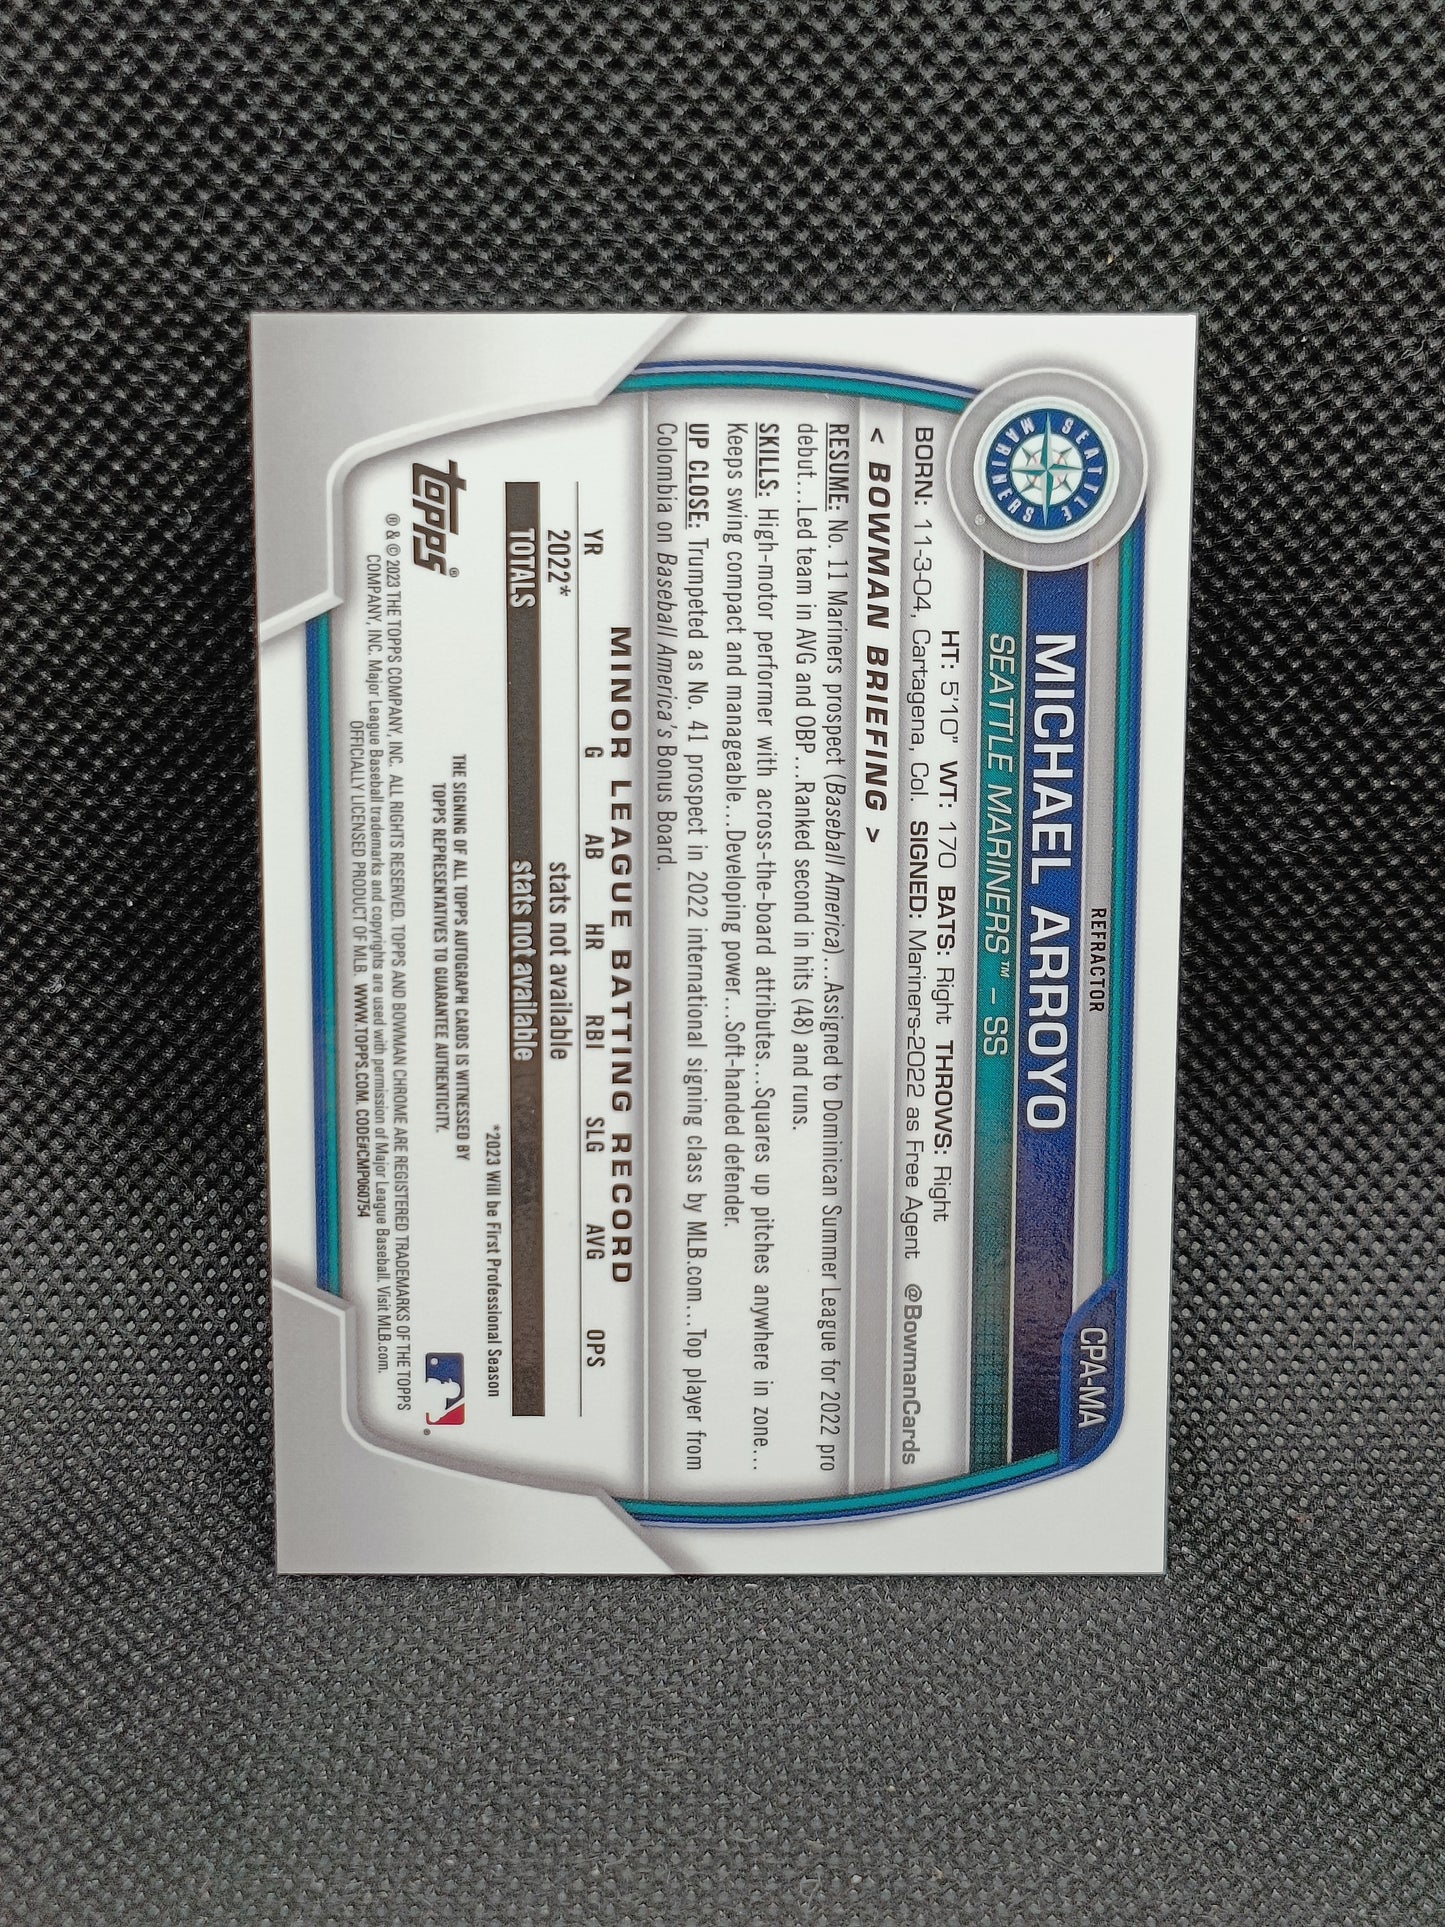 REFRACTOR
CPA-MA
SEATTLE
MARINERS
®
MICHAEL ARROYO
SEATTLE MARINERS™ – SS
HT: 5'10" WT: 170 BATS: Right THROWS: Right
BORN: 11-3-04, Cartagena, Col. SIGNED: Mariners-2022 as Free Agent @BowmanCards
< BOWMAN BRIEFING >
RESUME: No. 11 Mariners prospect (Baseball America)...Assigned to Dominican Summer League for 2022 pro
debut...Led team in AVG and OBP...Ranked second in hits (48) and runs.
SKILLS: High-motor performer with across-the-board attributes...Squares up pitches anywhere in zone...
Keeps swing compact and manageable...Developing power...Soft-handed defender.
UP CLOSE: Trumpeted as No. 41 prospect in 2022 international signing class by MLB.com...Top player from
Colombia on Baseball America's Bonus Board.
MINOR LEAGUE BATTING RECORD
YR G AB HR RBI SLG AVG OPS
2022* stats not available
TOTALS stats not available
*2023 Will be First Professional Season
topps®
THE SIGNING OF ALL TOPPS AUTOGRAPH CARDS IS WITNESSED BY
TOPPS REPRESENTATIVES TO GUARANTEE AUTHENTICITY.
® & © 2023 THE TOPPS COMPANY, INC. ALL RIGHTS RESERVED. TOPPS AND BOWMAN CHROME ARE REGISTERED TRADEMARKS OF THE TOPPS
COMPANY, INC. Major League Baseball trademarks and copyrights are used with permission of Major League Baseball. Visit MLB.com.
OFFICIALLY LICENSED PRODUCT OF MLB. WWW.TOPPS.COM. CODE#CMP060754